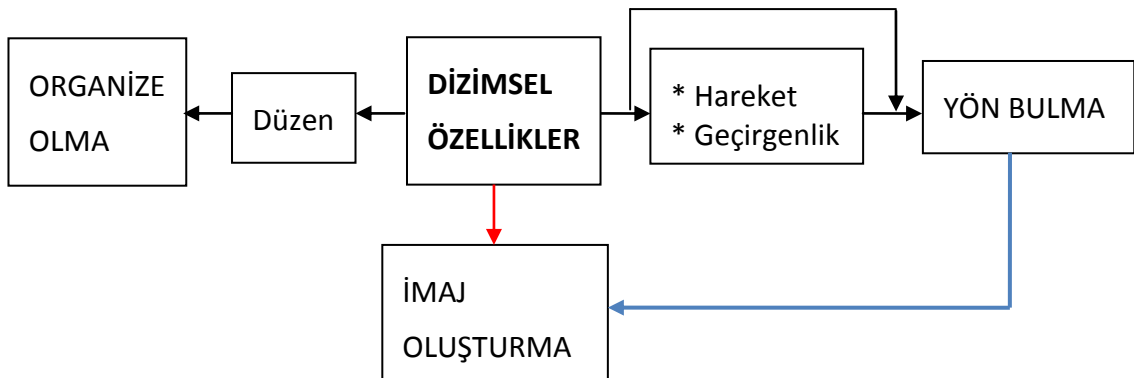 ORGANİZE
OLMA
Düzen
DİZİMSEL
ÖZELLİKLER
* Hareket
* Geçirgenlik
YÖN BULMA
İMAJ
OLUŞTURMA